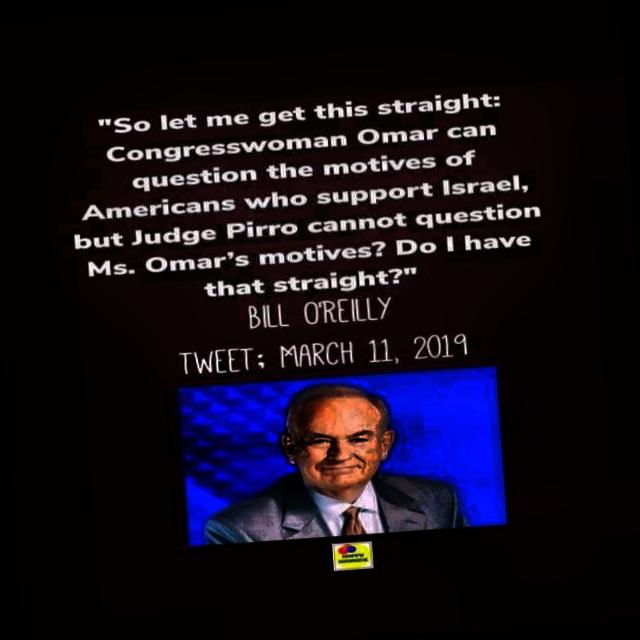 "So let me get this straight:
Congresswoman Omar can
question the motives of
Americans who support Israel,
but Judge Pirro cannot question
Ms. Omar's motives? Do I have
that straight?"
BILL O'REILLY
TWEET; MARCH 11, 2019